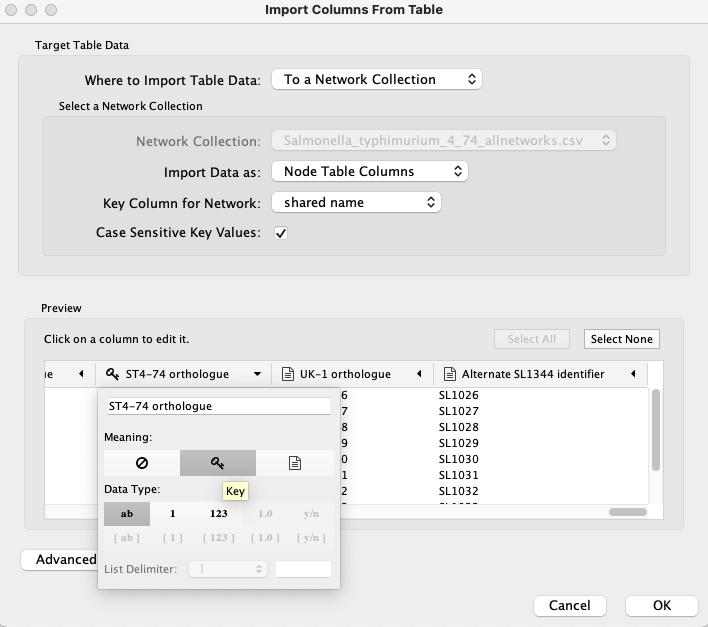 Import Columns From Table
Target Table Data
Where to Import Table Data: To a Network Collection
Select a Network Collection
Network Collection: Salmonella_typhimurium_4_74_allnetworks.csv
Import Data as: Node Table Columns
Key Column for Network: shared name
Case Sensitive Key Values:
Preview
Click on a column to edit it.
Select All
Select None
ST4-74 orthologue
UK-1 orthologue
Alternate SL1344 identifier
6 SL1026
7 SL1027
8 SL1028
9 SL1029
0 SL1030
1 SL1031
2 SL1032
ST4-74 orthologue
Meaning:
Key
Data Type:
ab 1 123 1.0 y/n
[ ab ] [ 1 ] [ 123 ] [ 1.0 ] [ y/n ]
List Delimiter: |
Advanced
Cancel
OK